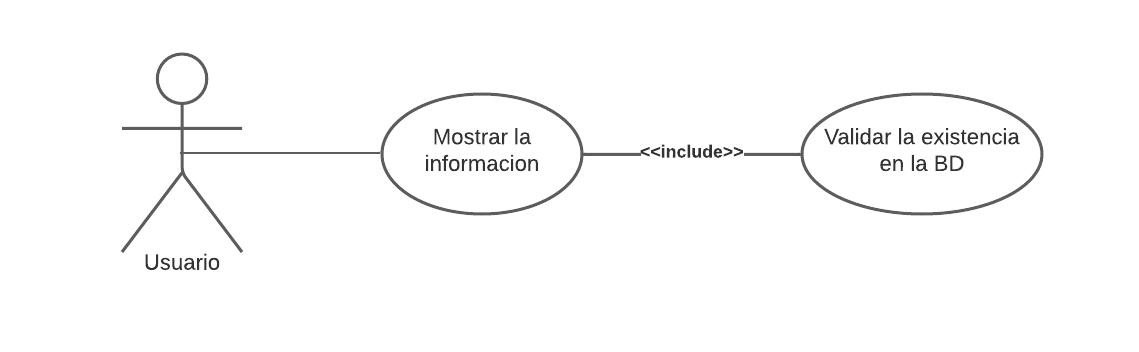 Mostrar la
informacion
<<include>>
Validar la existencia
en la BD
Usuario